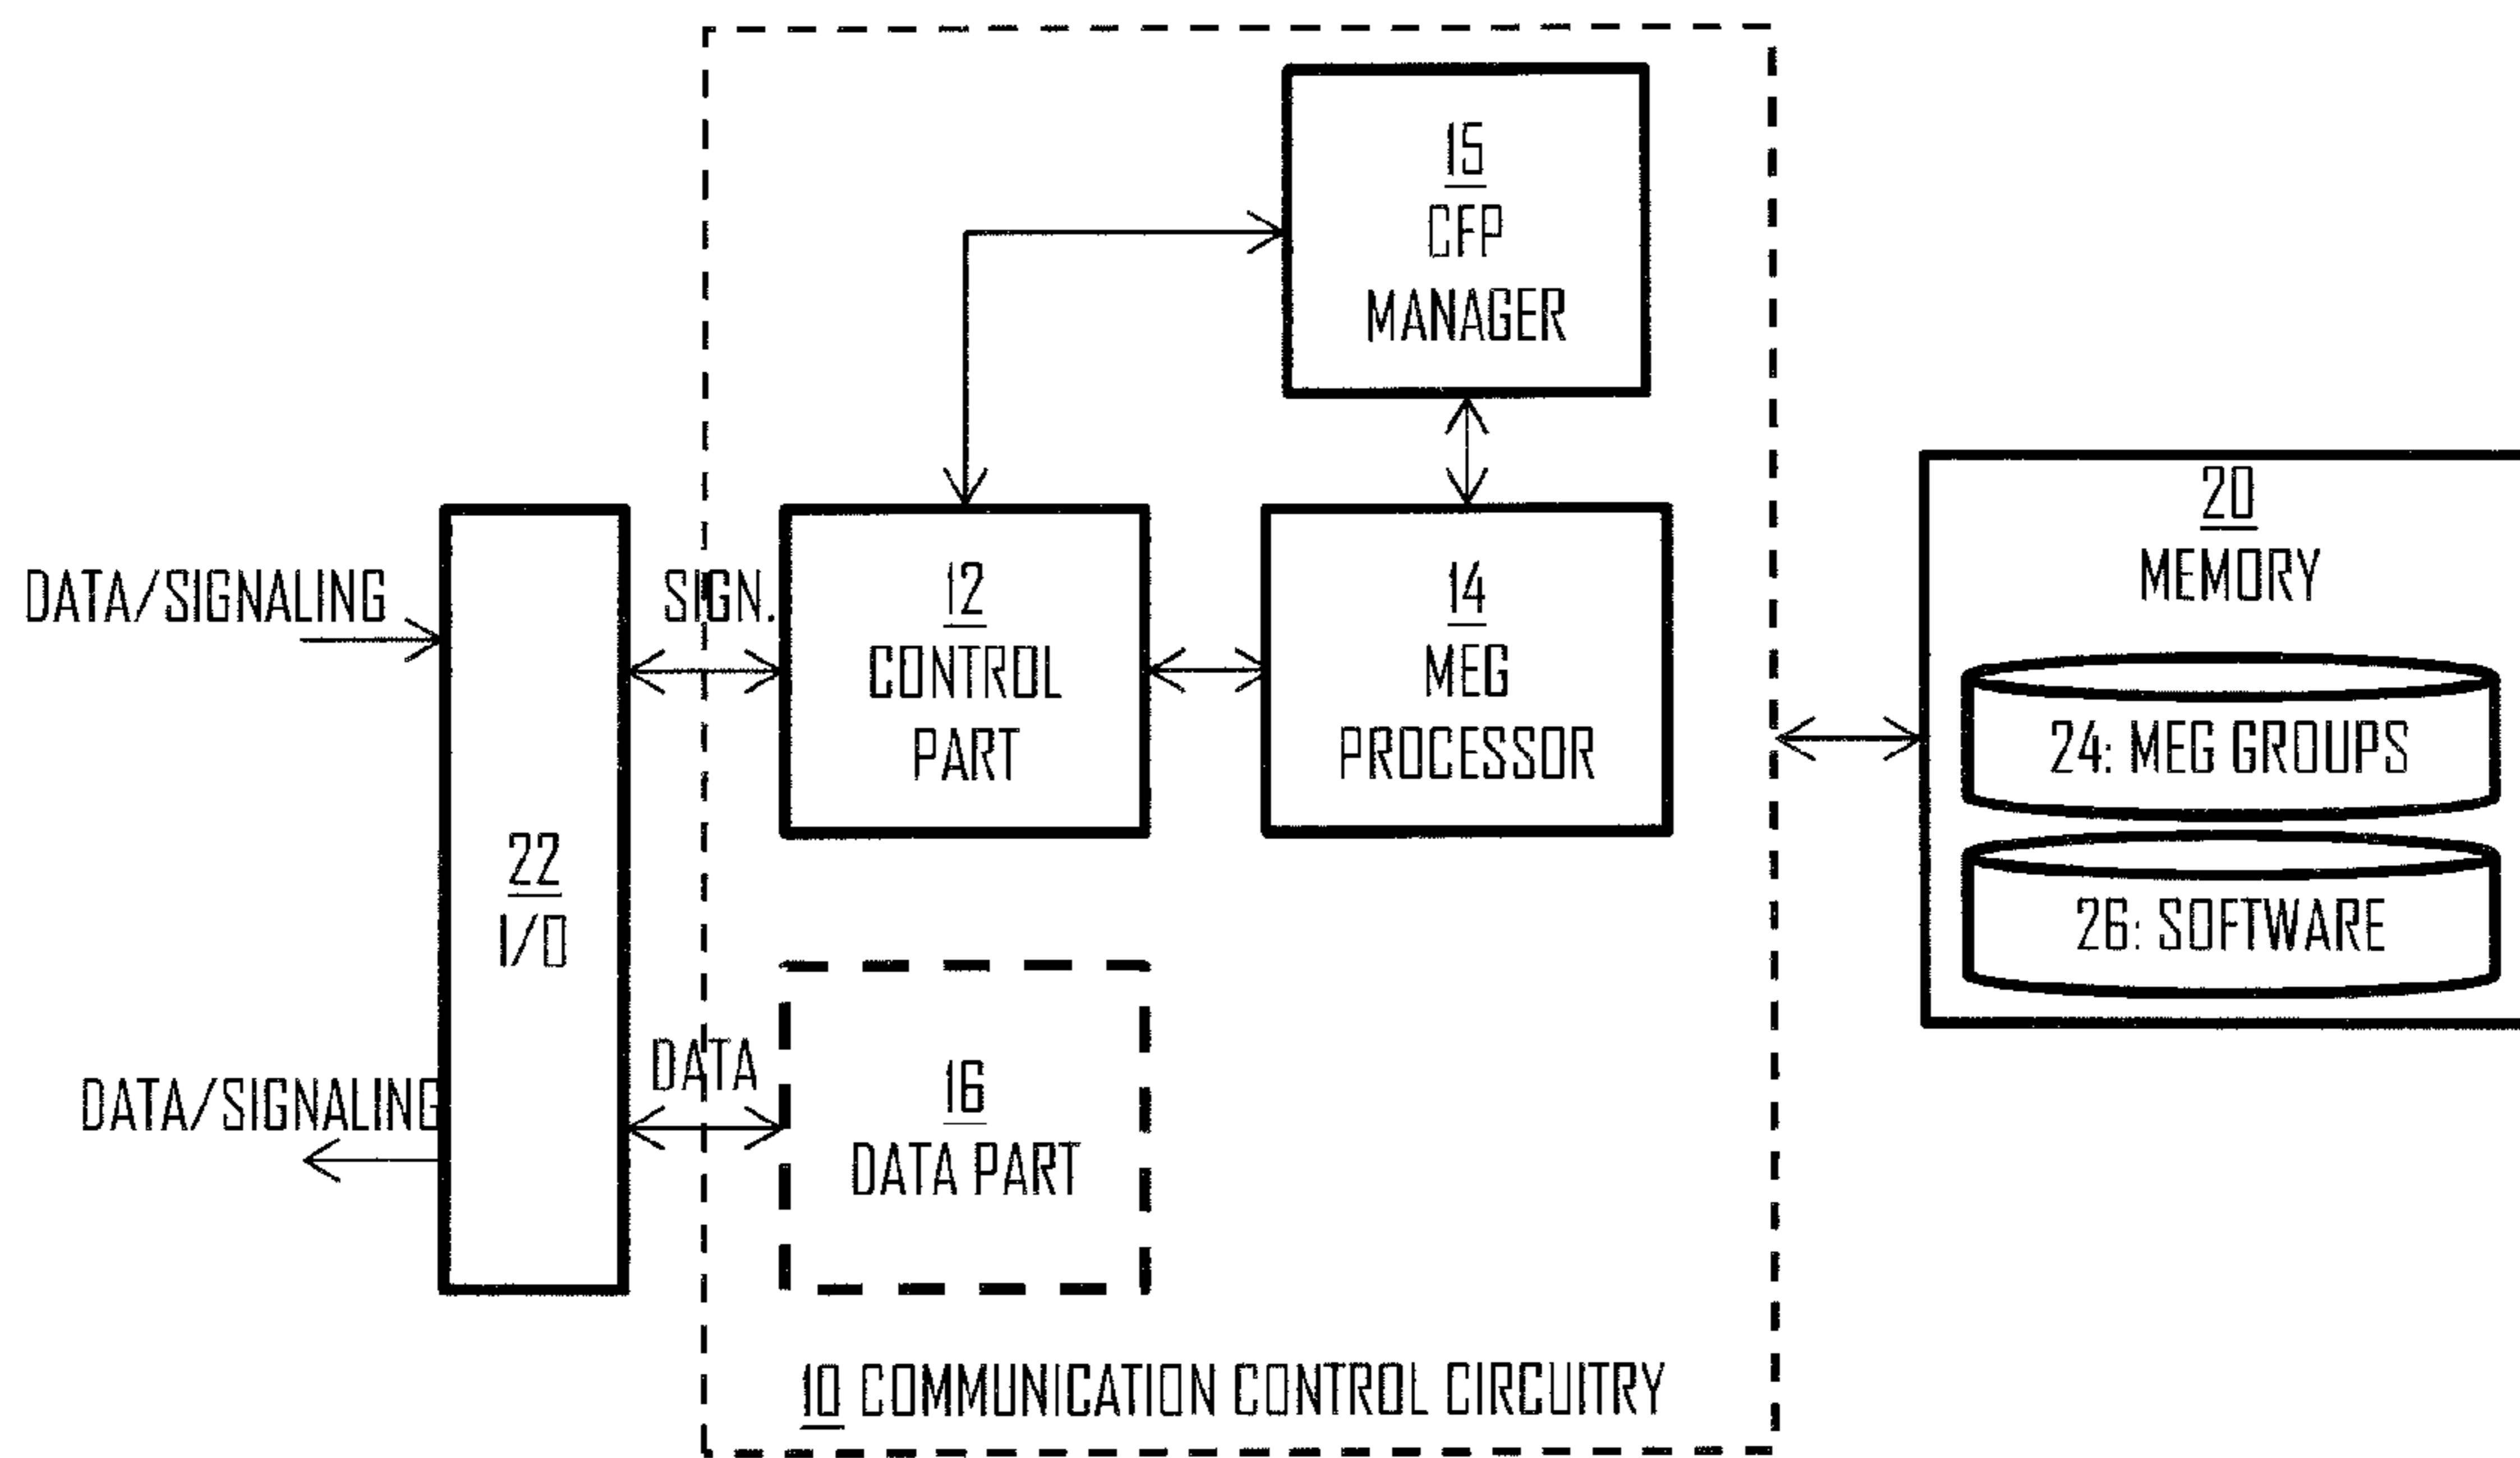 15
CFP
MANAGER
DATA/SIGNALING
SIGN.
12
CONTROL
PART
14
MEG
PROCESSOR
20
MEMORY
24: MEG GROUPS
26: SOFTWARE
22
I/O
DATA/SIGNALING
DATA
16
DATA PART
10 COMMUNICATION CONTROL CIRCUITRY